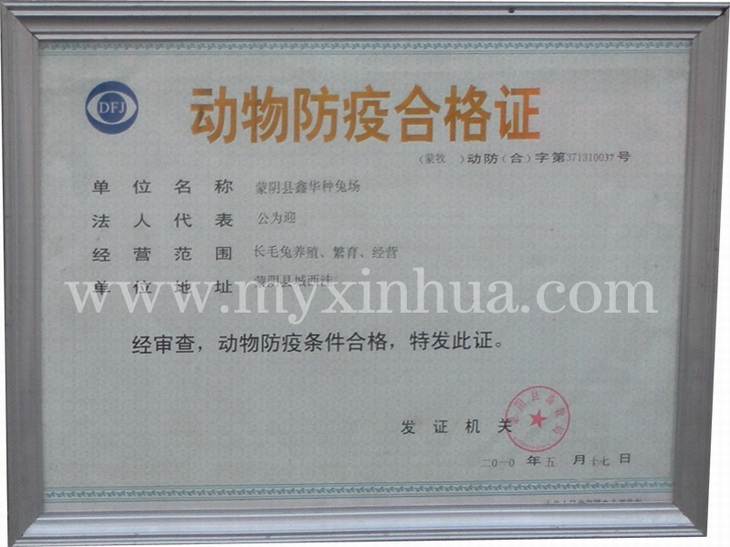 DFJ
动物防疫合格证
(蒙牧 )动防(合)字第371310037号
单位名称 蒙阴县鑫华种兔场
法人代表 公为迎
经营范围 长毛兔养殖、繁育、经营
单位地址 蒙阴县城西洼
www.myxinhua.com
经审查，动物防疫条件合格，特发此证。
发证机关
二〇一〇年五月十七日